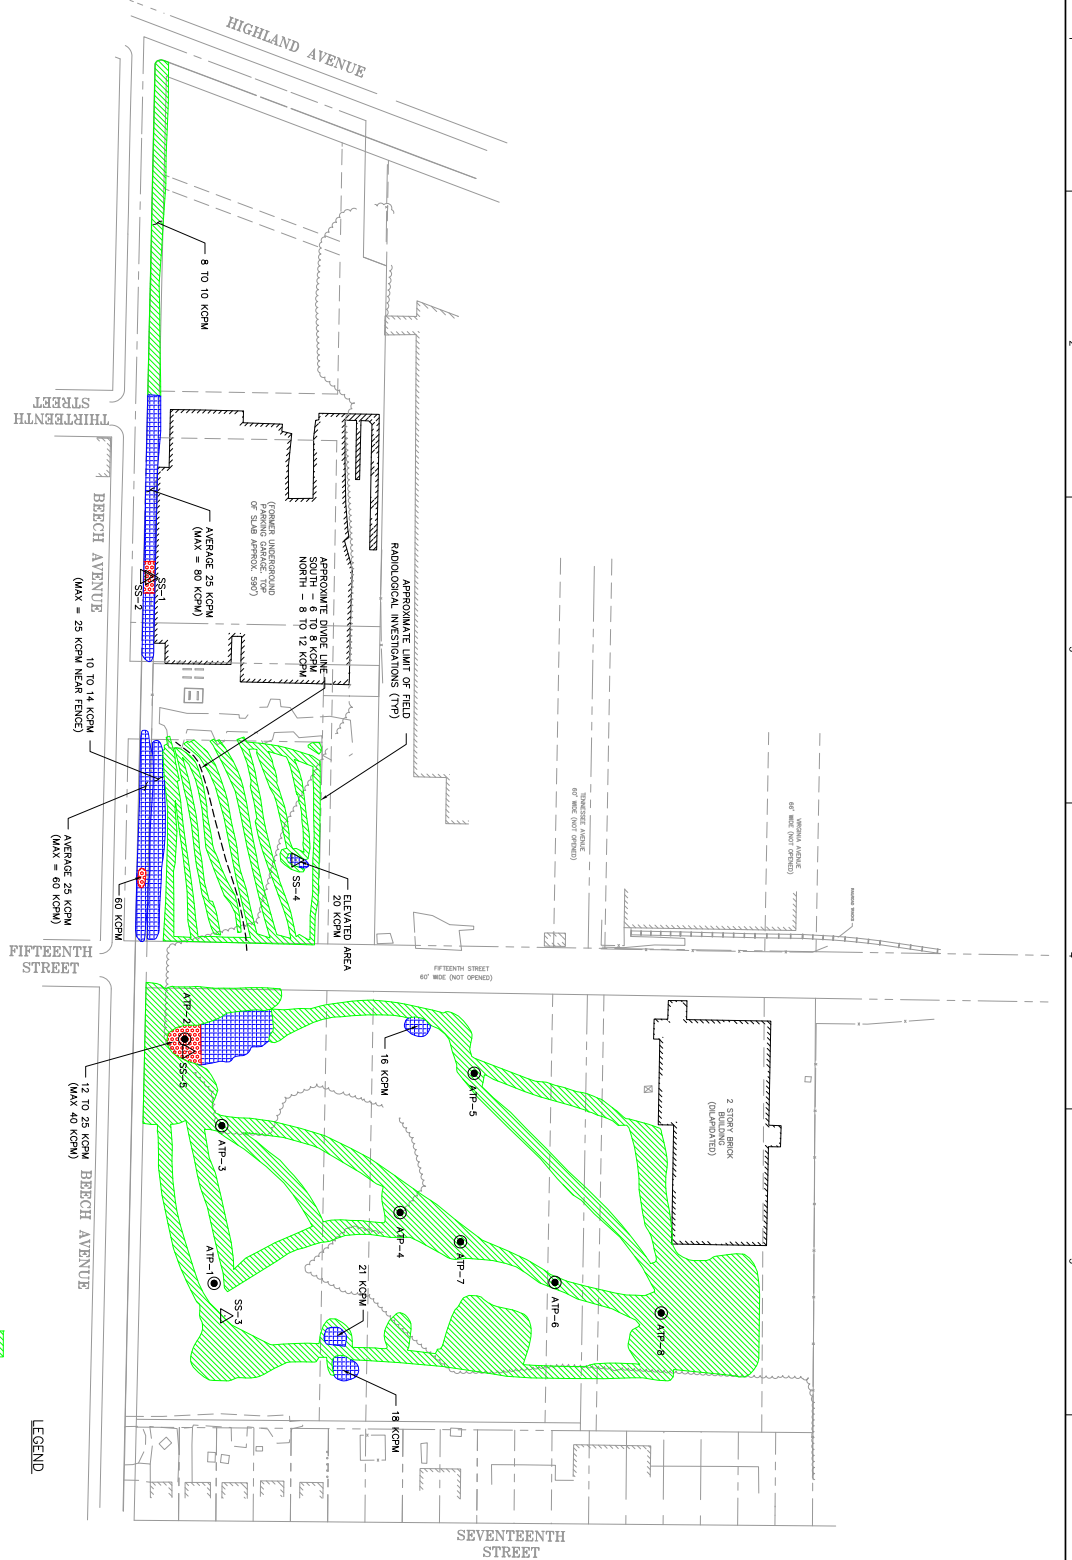 HIGHLAND AVENUE
8 TO 10 KCPM
THIRTEENTH
STREET
BEECH AVENUE
(FORMER UNDERGROUND
PARKING GARAGE, TOP
OF SLAB APPROX. 590')
AVERAGE 25 KCPM
(MAX = 80 KCPM)
SS-1
SS-2
APPROXIMTE DIVIDE LINE
SOUTH - 6 TO 8 KCPM
NORTH - 8 TO 12 KCPM
APPROXIMATE LIMIT OF FIELD
RADIOLOGICAL INVESTIGATIONS (TYP)
10 TO 14 KCPM
(MAX = 25 KCPM NEAR FENCE)
AVERAGE 25 KCPM
(MAX = 60 KCPM)
60 KCPM
SS-4
ELEVATED AREA
20 KCPM
TENNESSEE AVENUE
60' WIDE (NOT OPENED)
VIRGINIA AVENUE
66' WIDE (NOT OPENED)
FIFTEENTH
STREET
FIFTEENTH STREET
60' WIDE (NOT OPENED)
ATP-2
SS-5
12 TO 25 KCPM
(MAX 40 KCPM)
16 KCPM
ATP-5
2 STORY BRICK
BUILDING
(DILAPIDATED)
ATP-3
BEECH AVENUE
ATP-4
ATP-7
ATP-1
SS-3
21 KCPM
ATP-6
ATP-8
18 KCPM
LEGEND
SEVENTEENTH
STREET